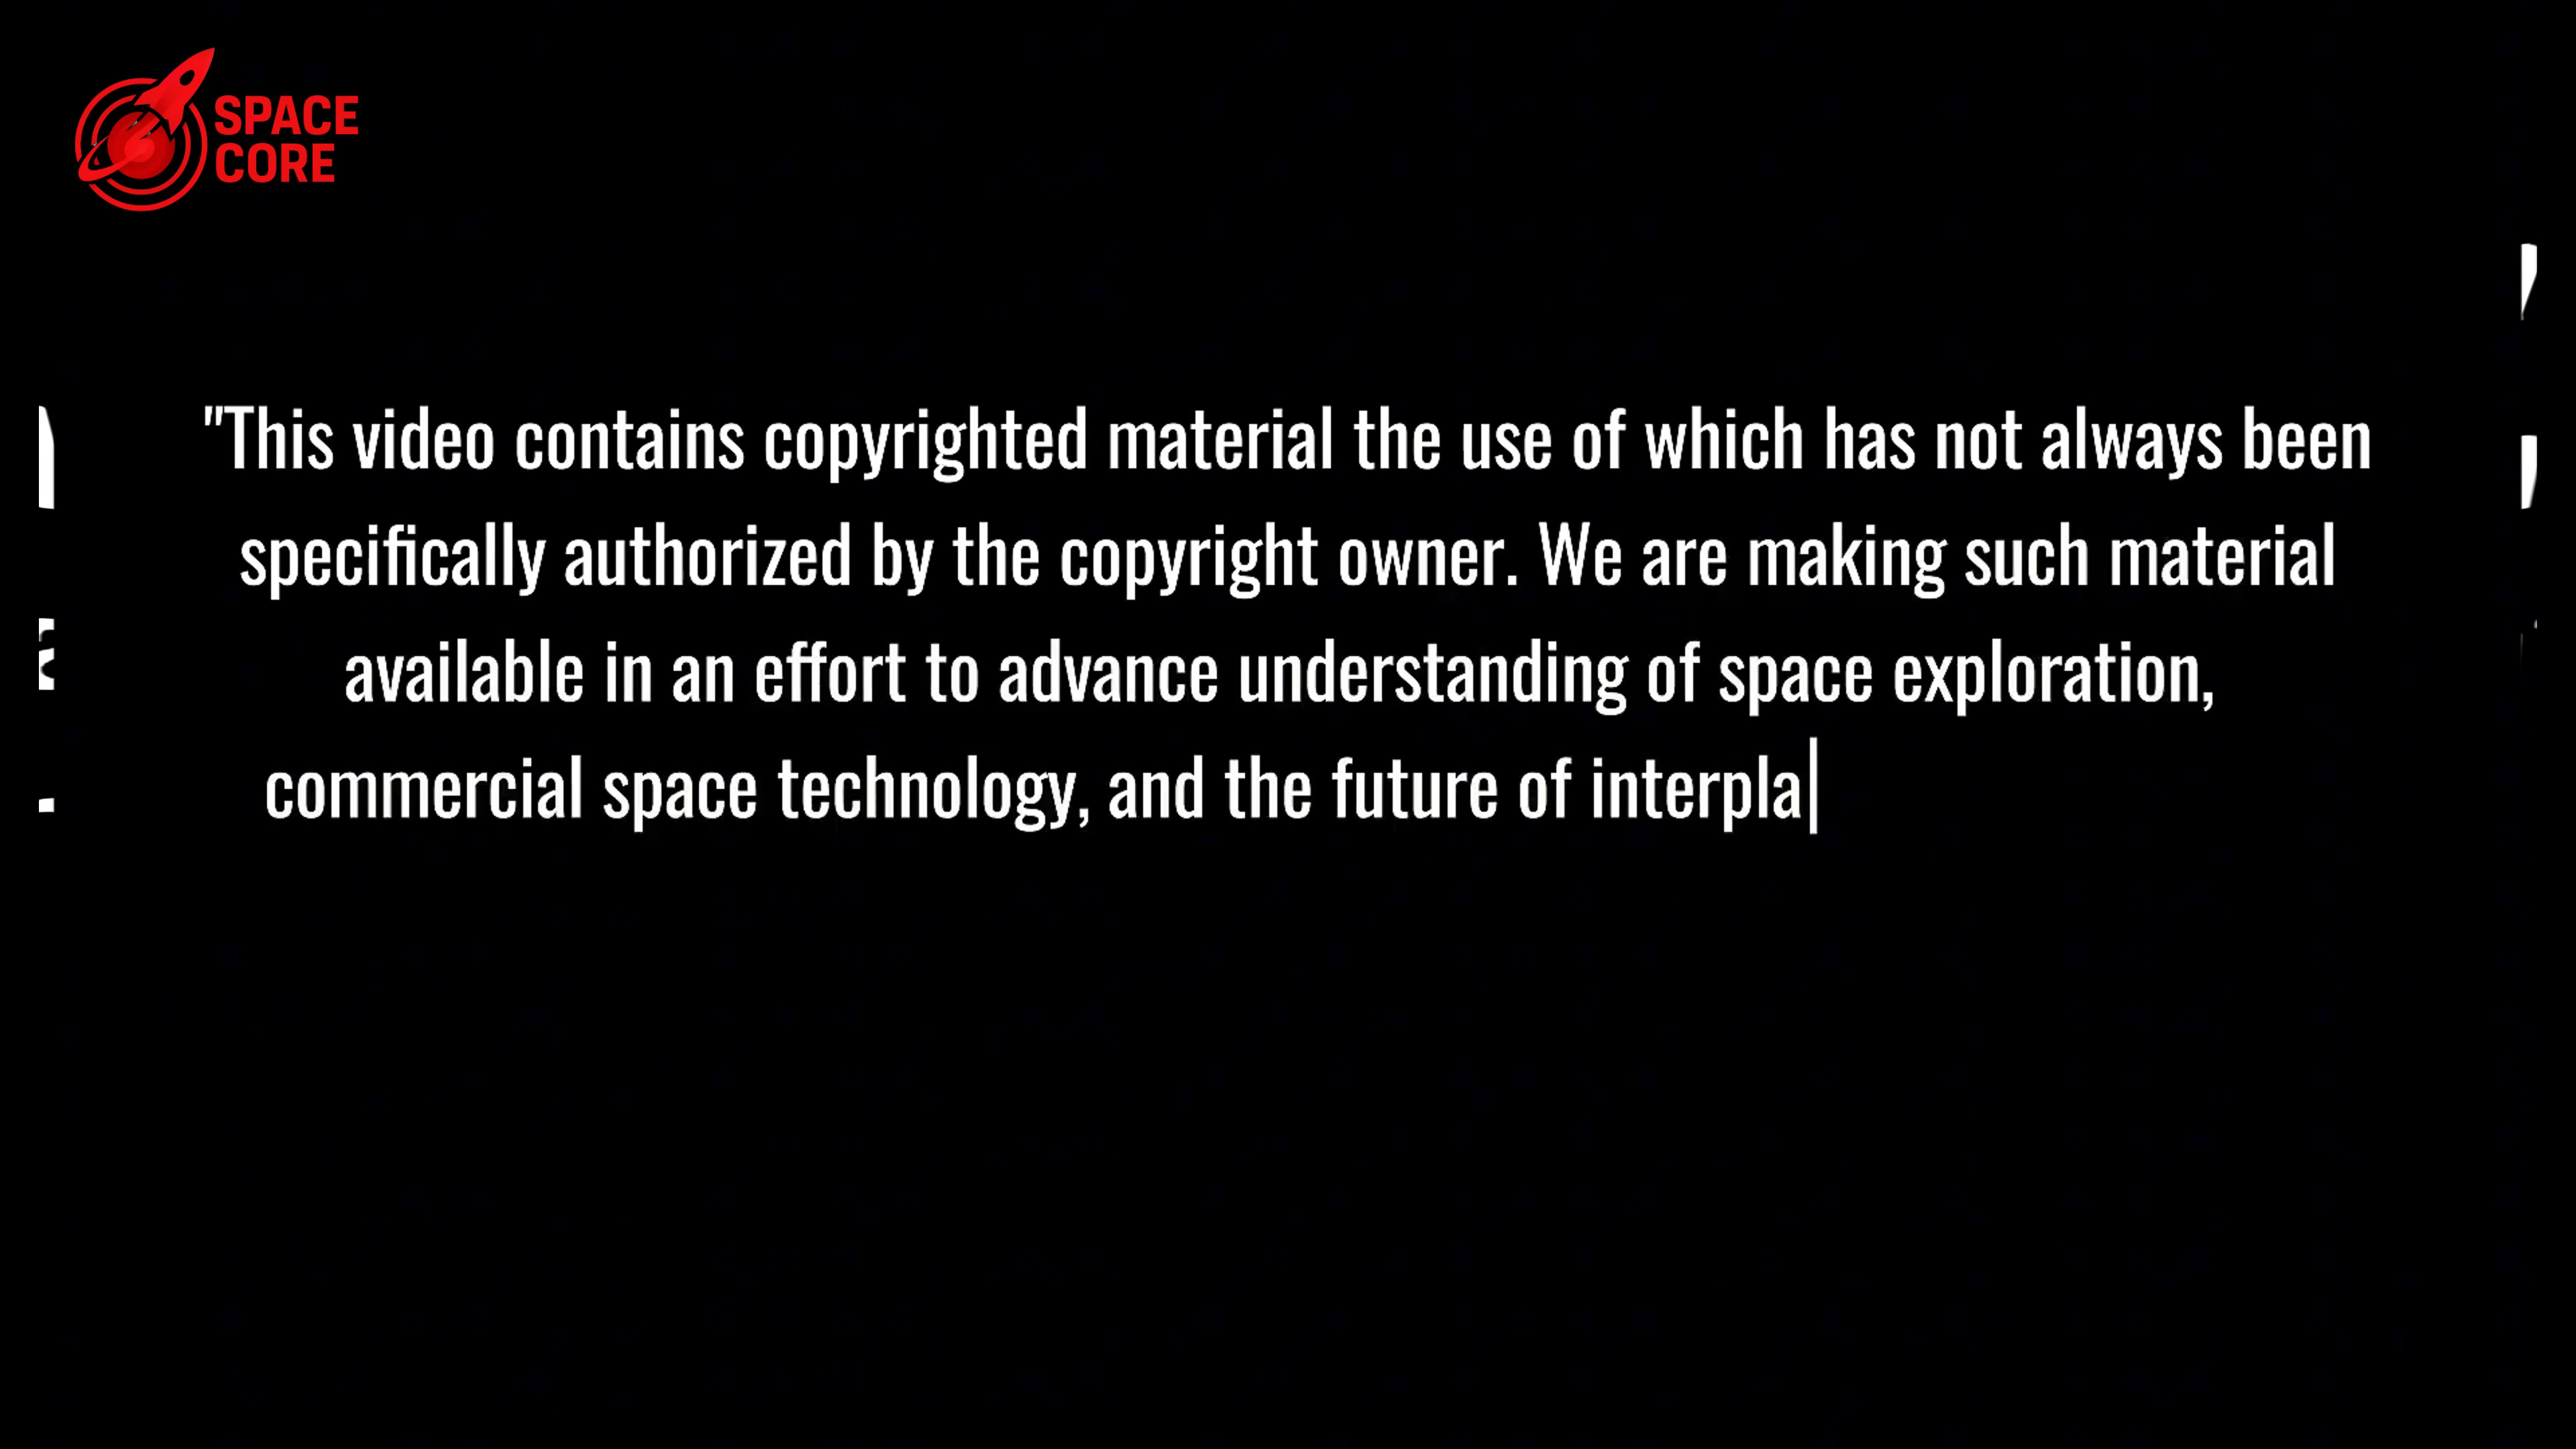 SPACE
CORE
"This video contains copyrighted material the use of which has not always been
specifically authorized by the copyright owner. We are making such material
available in an effort to advance understanding of space exploration,
commercial space technology, and the future of interpla